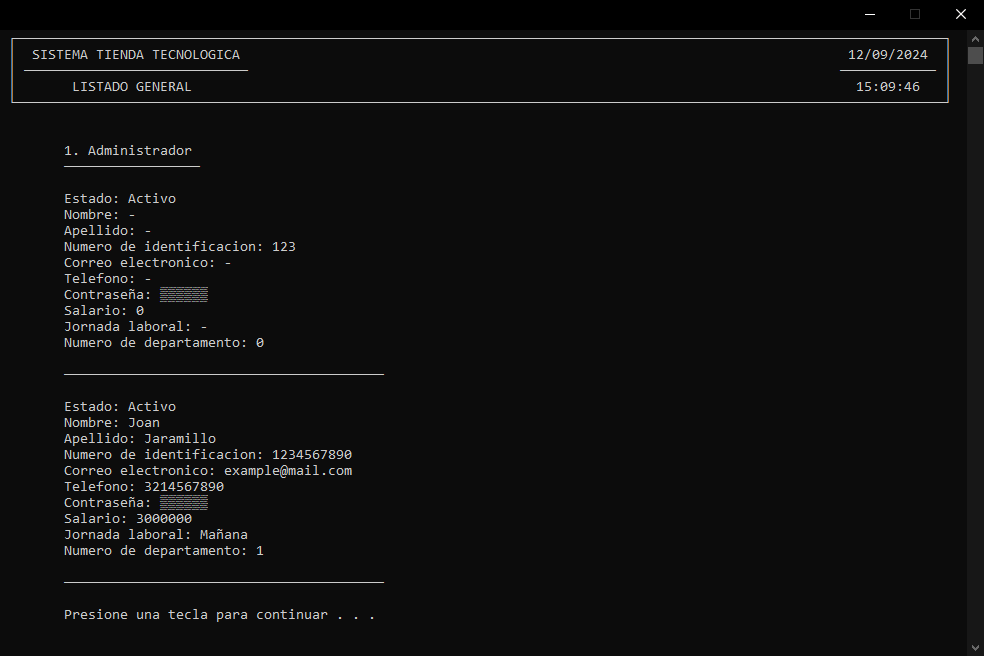 SISTEMA TIENDA TECNOLOGICA 12/09/2024
LISTADO GENERAL 15:09:46
1. Administrador
Estado: Activo
Nombre: -
Apellido: -
Numero de identificacion: 123
Correo electronico: -
Telefono: -
Contraseña: ▒▒▒▒▒▒
Salario: 0
Jornada laboral: -
Numero de departamento: 0
Estado: Activo
Nombre: Joan
Apellido: Jaramillo
Numero de identificacion: 1234567890
Correo electronico: example@mail.com
Telefono: 3214567890
Contraseña: ▒▒▒▒▒▒
Salario: 3000000
Jornada laboral: Mañana
Numero de departamento: 1
Presione una tecla para continuar . . .